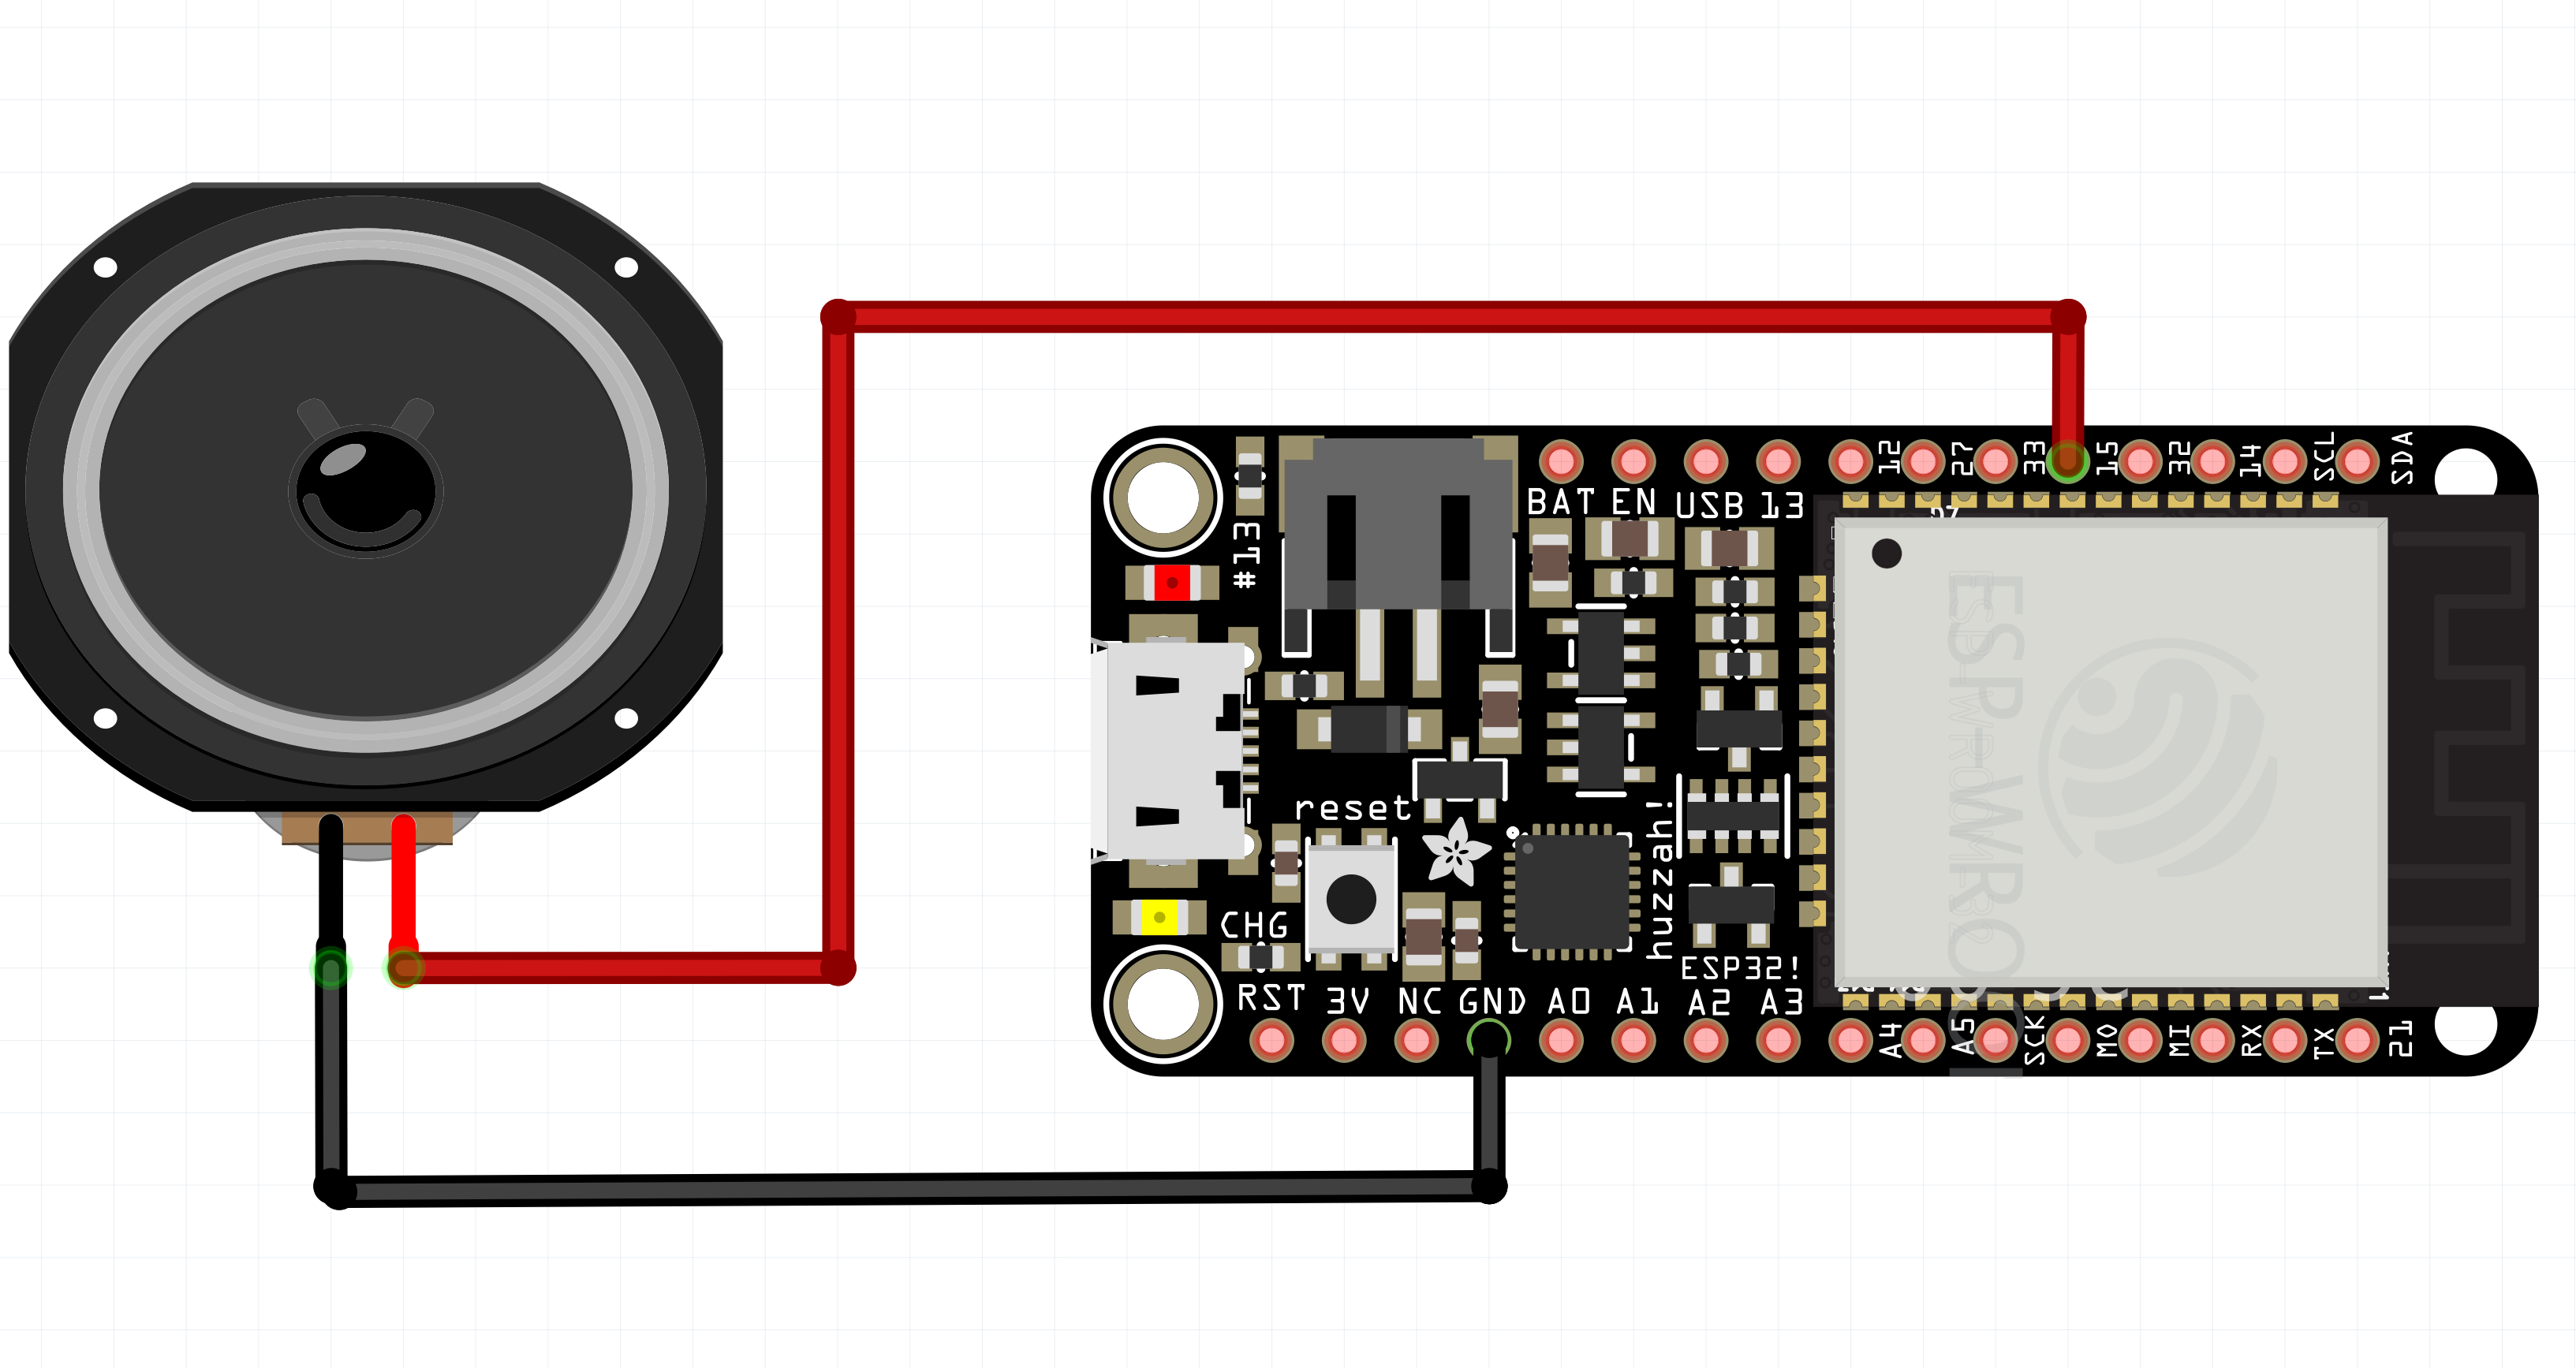 12 27 33 15 32 14 SCL SDA
BAT EN USB 13
#13
ESP-WROOM
reset
huzzah!
CHG
ESP32!
RST 3V NC GND A0 A1 A2 A3
A4 A5 SCK MO MI RX TX 21